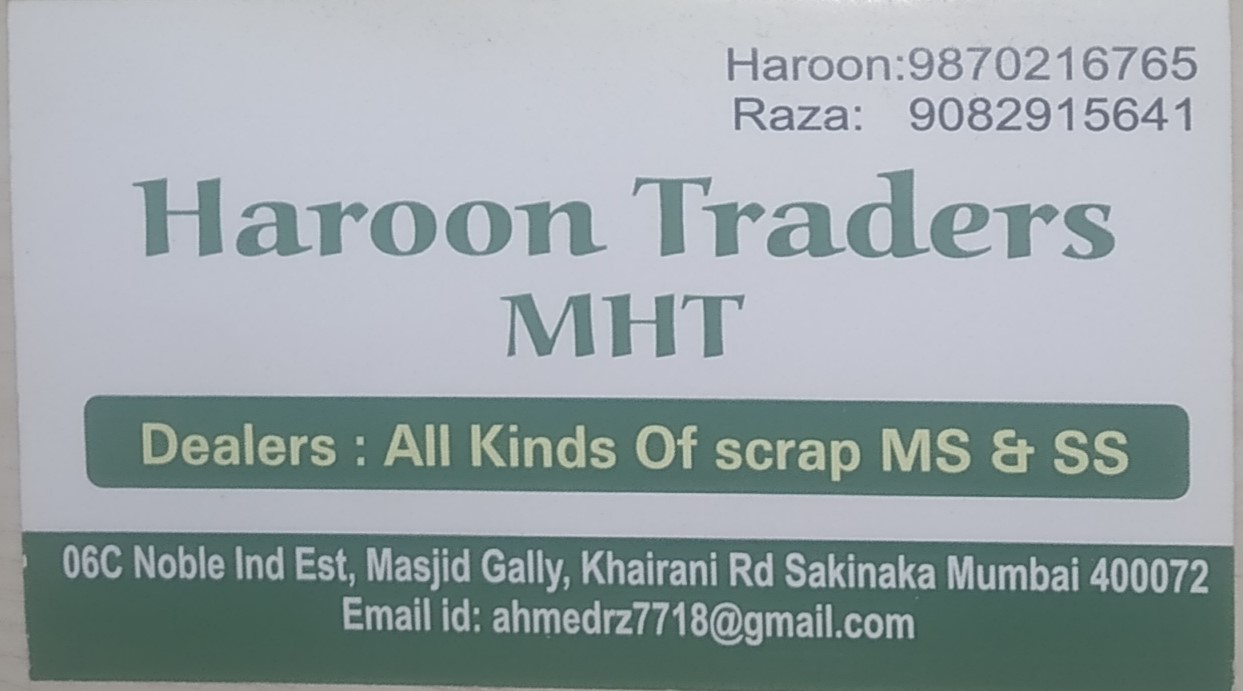 Haroon:9870216765
Raza: 9082915641
Haroon Traders
MHT
Dealers : All Kinds Of scrap MS & SS
06C Noble Ind Est, Masjid Gally, Khairani Rd Sakinaka Mumbai 400072
Email id: ahmedrz7718@gmail.com